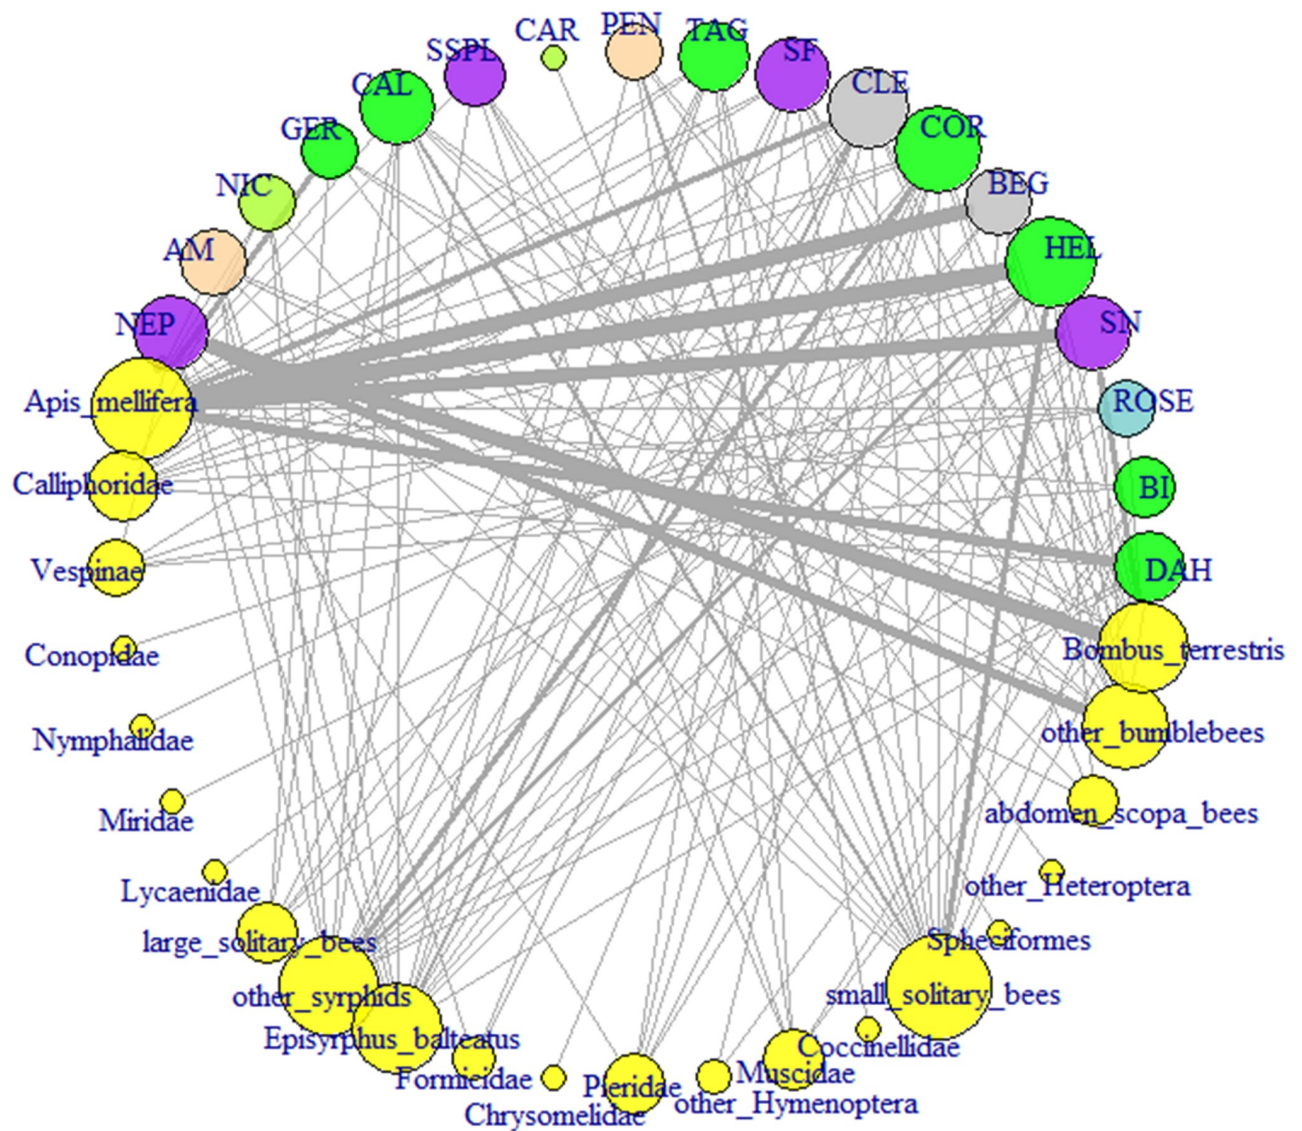 PEN
CAR
TAG
SSPL
SF
CAL
CLE
GER
COR
NIC
BEG
AM
HEL
NEP
SN
Apis_mellifera
ROSE
Calliphoridae
BI
Vespinae
DAH
Conopidae
Bombus_terrestris
Nymphalidae
other_bumblebees
Miridae
abdomen_scopa_bees
Lycaenidae
other_Heteroptera
large_solitary_bees
Spheciformes
other_syrphids
small_solitary_bees
Episyrphus_balteatus
Coccinellidae
Formicidae
Muscidae
Pieridae
other_Hymenoptera
Chrysomelidae